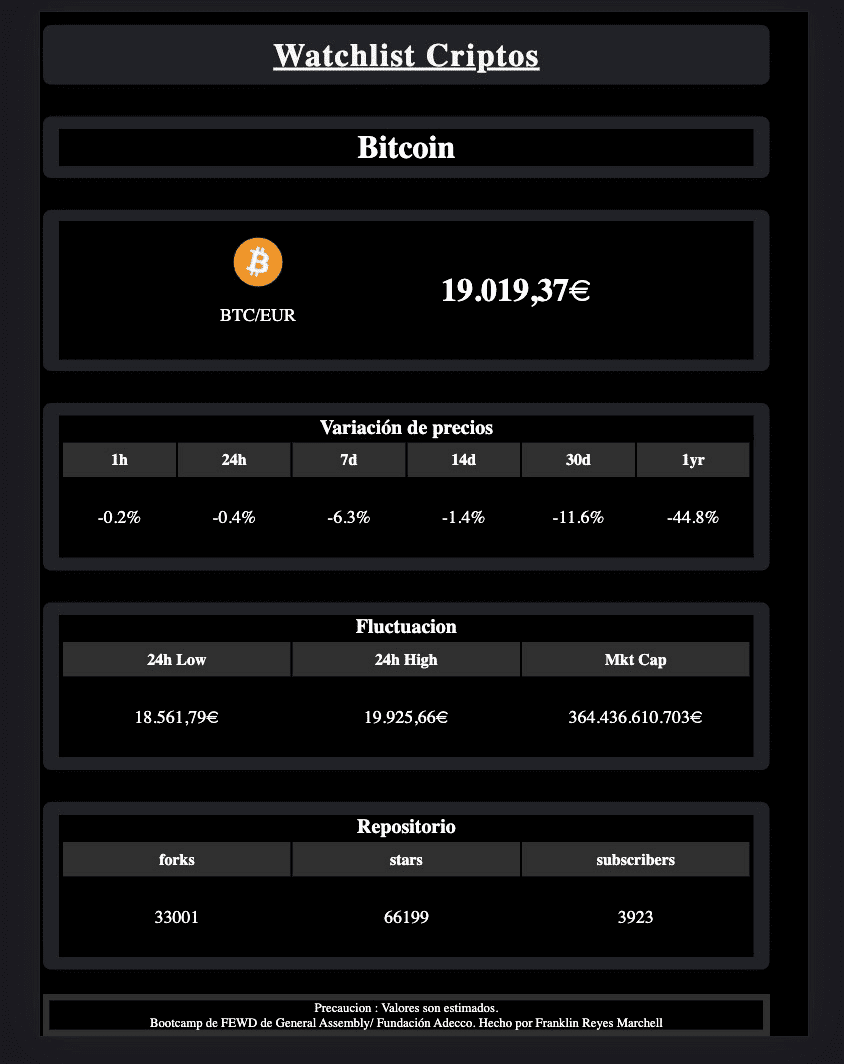 Watchlist Criptos
Bitcoin
BTC/EUR
19.019,37€
Variación de precios
1h 24h 7d 14d 30d 1yr
-0.2% -0.4% -6.3% -1.4% -11.6% -44.8%
Fluctuacion
24h Low 24h High Mkt Cap
18.561,79€ 19.925,66€ 364.436.610.703€
Repositorio
forks stars subscribers
33001 66199 3923
Precaucion : Valores son estimados.
Bootcamp de FEWD de General Assembly/ Fundación Adecco. Hecho por Franklin Reyes Marchell